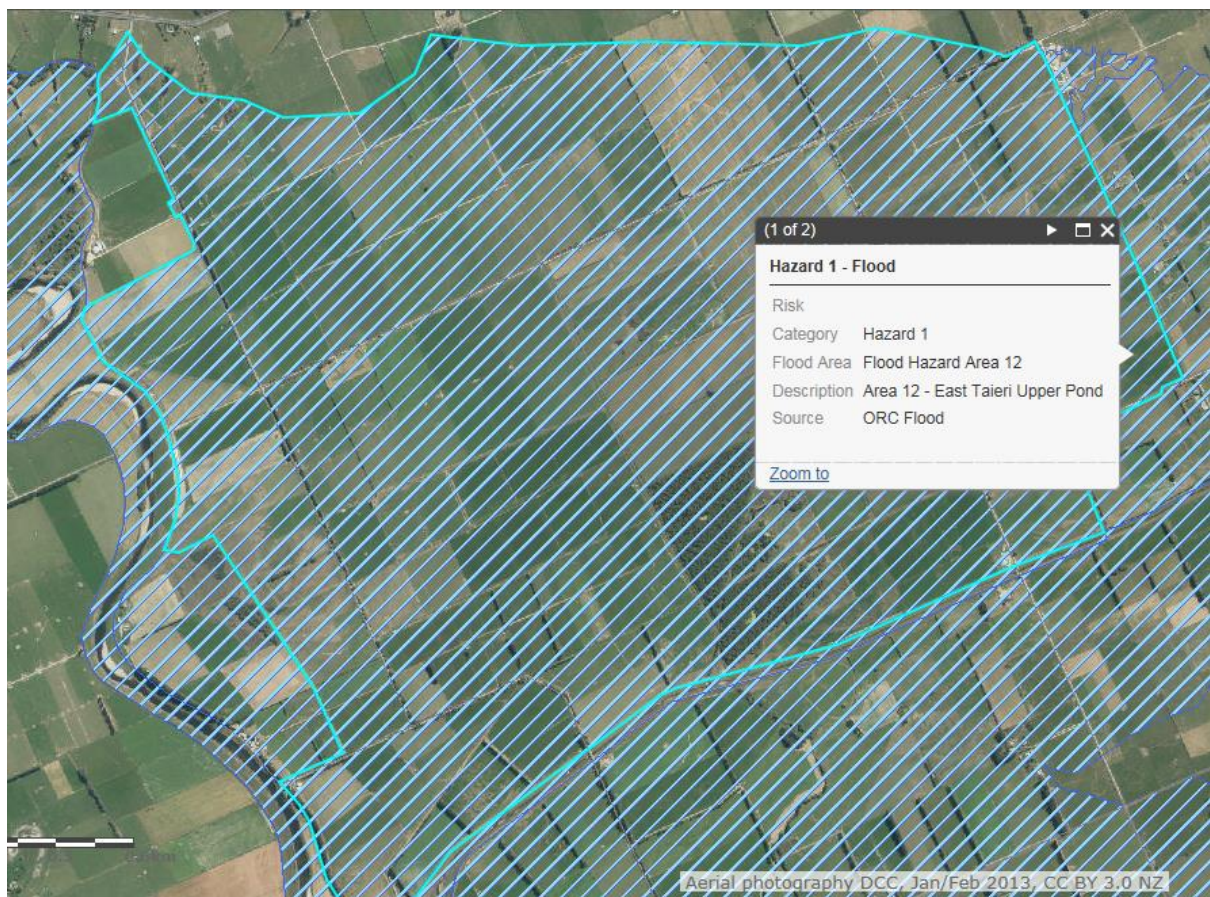 (1 of 2)
Hazard 1 - Flood
Risk
Category Hazard 1
Flood Area Flood Hazard Area 12
Description Area 12 - East Taieri Upper Pond
Source ORC Flood
Zoom to
Aerial photography DCC, Jan/Feb 2013, CC BY 3.0 NZ